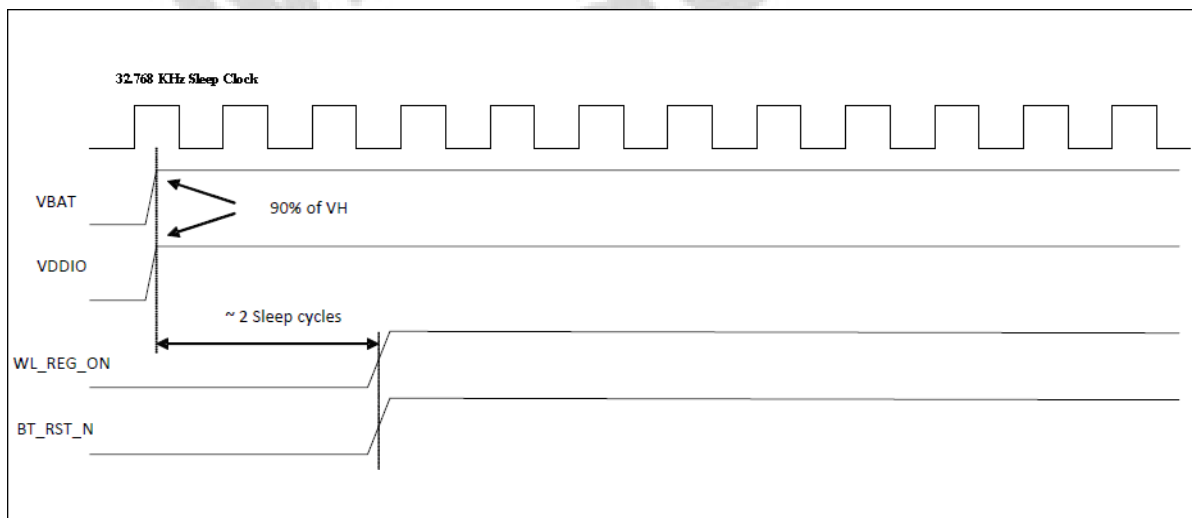 32.768 KHz Sleep Clock
VBAT
90% of VH
VDDIO
~ 2 Sleep cycles
WL_REG_ON
BT_RST_N